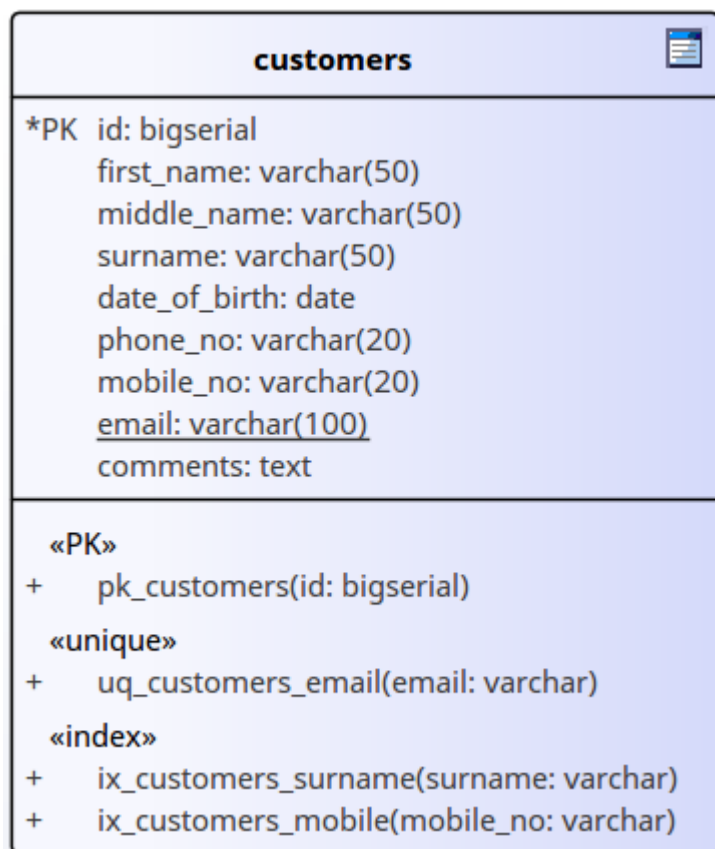 customers
*PK id: bigserial
first_name: varchar(50)
middle_name: varchar(50)
surname: varchar(50)
date_of_birth: date
phone_no: varchar(20)
mobile_no: varchar(20)
email: varchar(100)
comments: text
«PK»
+ pk_customers(id: bigserial)
«unique»
+ uq_customers_email(email: varchar)
«index»
+ ix_customers_surname(surname: varchar)
+ ix_customers_mobile(mobile_no: varchar)